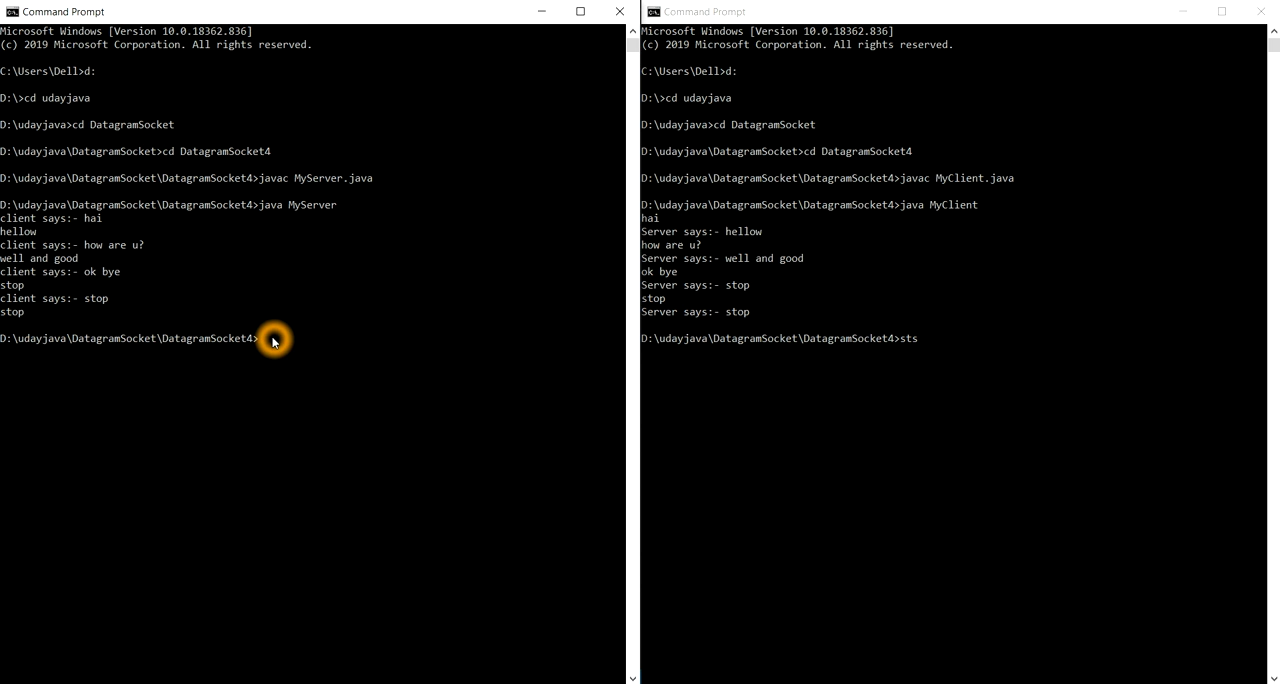 Command Prompt
Microsoft Windows [Version 10.0.18362.836]
(c) 2019 Microsoft Corporation. All rights reserved.
C:\Users\Dell>d:
D:\>cd udayjava
D:\udayjava>cd DatagramSocket
D:\udayjava\DatagramSocket>cd DatagramSocket4
D:\udayjava\DatagramSocket\DatagramSocket4>javac MyServer.java
D:\udayjava\DatagramSocket\DatagramSocket4>java MyServer
client says:- hai
hellow
client says:- how are u?
well and good
client says:- ok bye
stop
client says:- stop
stop
D:\udayjava\DatagramSocket\DatagramSocket4>
Command Prompt
Microsoft Windows [Version 10.0.18362.836]
(c) 2019 Microsoft Corporation. All rights reserved.
C:\Users\Dell>d:
D:\>cd udayjava
D:\udayjava>cd DatagramSocket
D:\udayjava\DatagramSocket>cd DatagramSocket4
D:\udayjava\DatagramSocket\DatagramSocket4>javac MyClient.java
D:\udayjava\DatagramSocket\DatagramSocket4>java MyClient
hai
Server says:- hellow
how are u?
Server says:- well and good
ok bye
Server says:- stop
stop
Server says:- stop
D:\udayjava\DatagramSocket\DatagramSocket4>sts